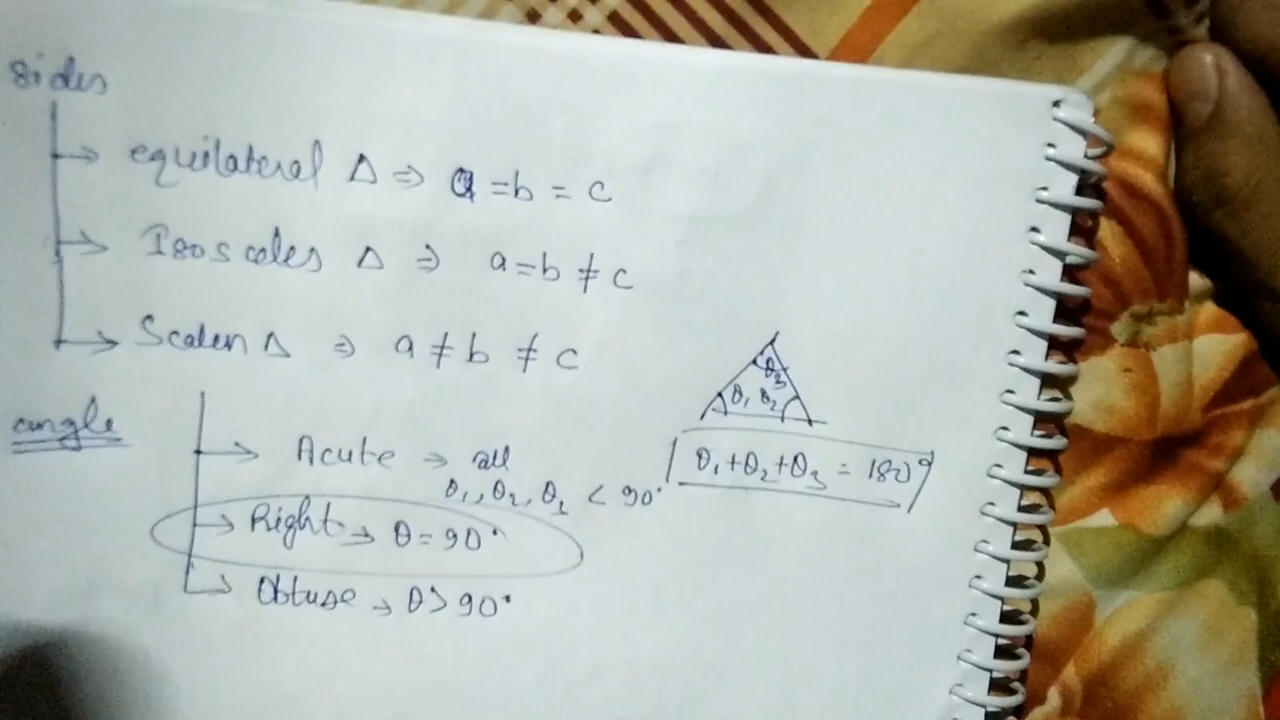 sides
→ equilateral Δ ⇒ a = b = c
→ Isosceles Δ ⇒ a = b ≠ c
→ Scalen Δ ⇒ a ≠ b ≠ c
θ3
θ1 θ2
angle
→ Acute → all
θ1, θ2, θ2 < 90°
θ1 + θ2 + θ3 = 180°
→ Right → θ = 90°
→ Obtuse → θ > 90°